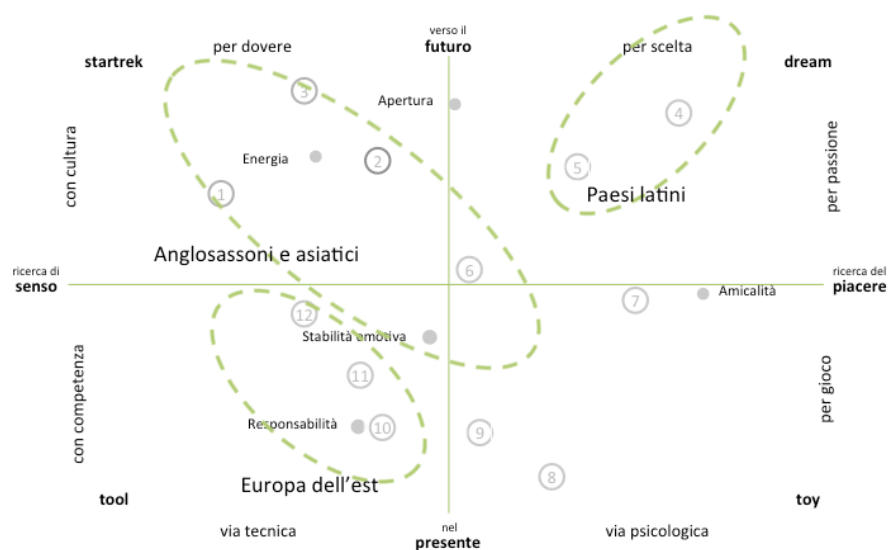 verso il
futuro
per dovere
per scelta
startrek
dream
3
Apertura
4
con cultura
Energia
2
5
per passione
1
Paesi latini
Anglosassoni e asiatici
6
ricerca di
senso
ricerca del
piacere
7
Amicalità
12
Stabilità emotiva
11
con competenza
per gioco
Responsabilità
10
9
8
Europa dell'est
tool
toy
via tecnica
nel
presente
via psicologica